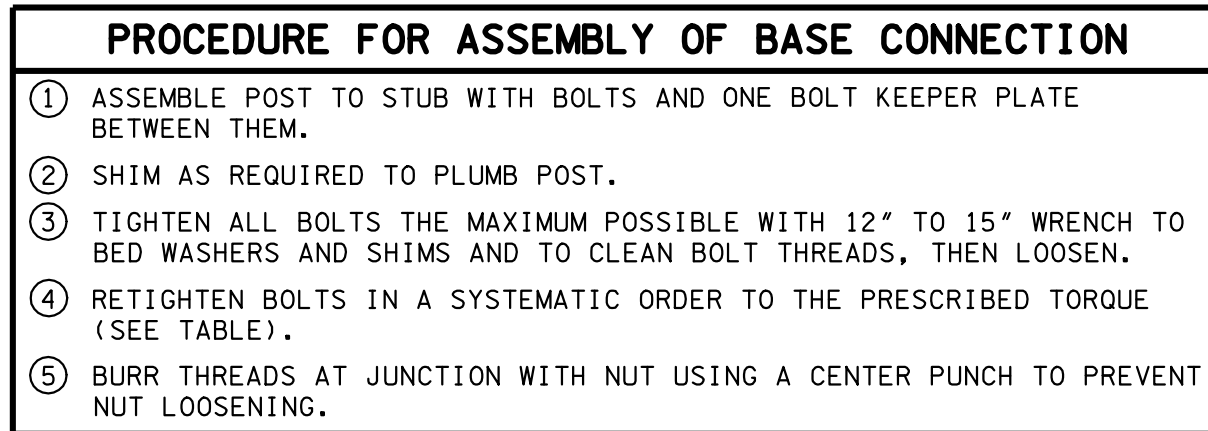 PROCEDURE FOR ASSEMBLY OF BASE CONNECTION
① ASSEMBLE POST TO STUB WITH BOLTS AND ONE BOLT KEEPER PLATE
BETWEEN THEM.
② SHIM AS REQUIRED TO PLUMB POST.
③ TIGHTEN ALL BOLTS THE MAXIMUM POSSIBLE WITH 12" TO 15" WRENCH TO
BED WASHERS AND SHIMS AND TO CLEAN BOLT THREADS, THEN LOOSEN.
④ RETIGHTEN BOLTS IN A SYSTEMATIC ORDER TO THE PRESCRIBED TORQUE
(SEE TABLE).
⑤ BURR THREADS AT JUNCTION WITH NUT USING A CENTER PUNCH TO PREVENT
NUT LOOSENING.